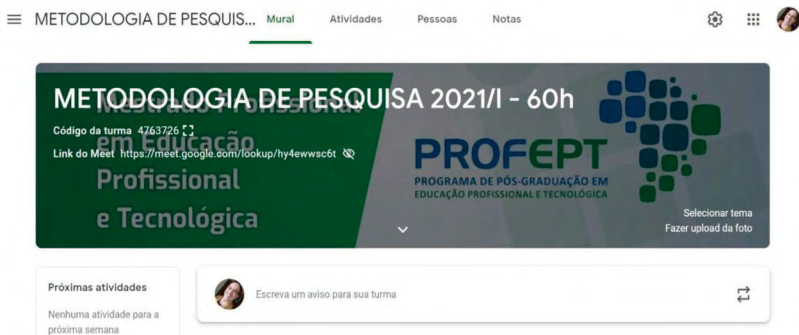 METODOLOGIA DE PESQUIS... Mural Atividades Pessoas Notas
METODOLOGIA DE PESQUISA 2021/I - 60h
Mestrado Profissional
Código da turma 4763726
em Educação
Link do Meet https://meet.google.com/lookup/hy4ewwsc6t
Profissional
e Tecnológica
PROFEPT
PROGRAMA DE PÓS-GRADUAÇÃO EM
EDUCAÇÃO PROFISSIONAL E TECNOLÓGICA
Selecionar tema
Fazer upload da foto
Próximas atividades
Nenhuma atividade para a
próxima semana
Escreva um aviso para sua turma